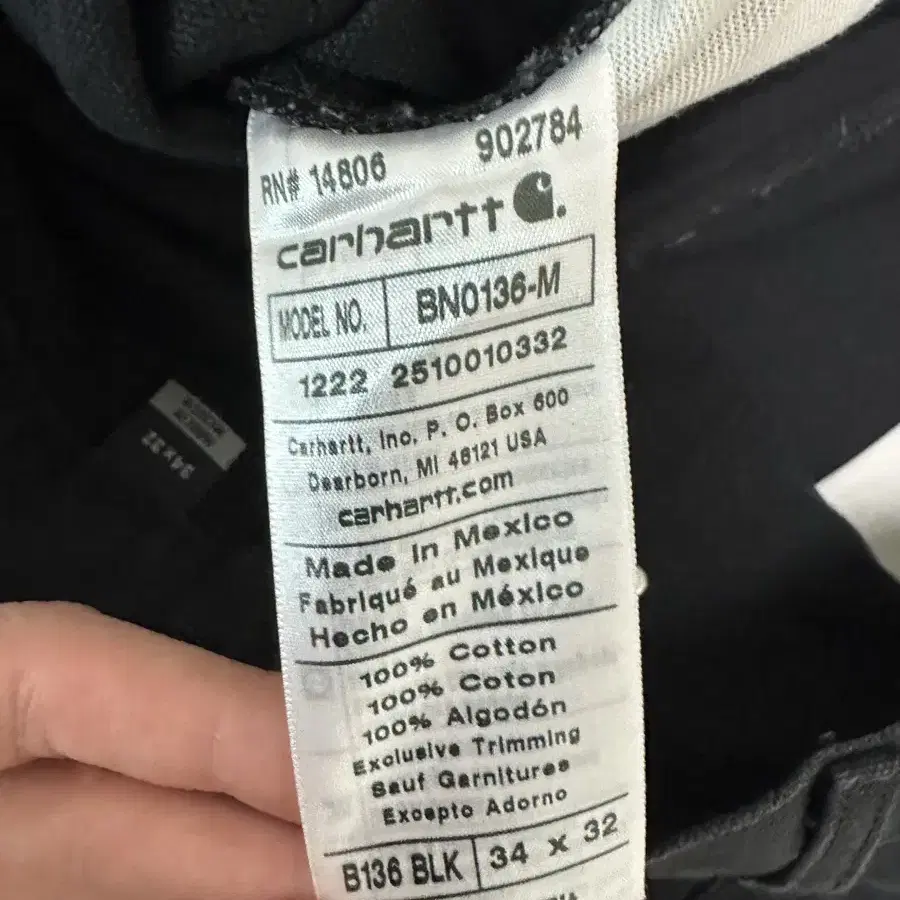 RN# 14806 902784
carhartt
MODEL NO. BN0136-M
1222 2510010332
Carhartt, Inc. P. O. Box 600
Dearborn, MI 48121 USA
carhartt.com
Made in Mexico
Fabriqué au Mexique
Hecho en México
100% Cotton
100% Coton
100% Algodón
Exclusive Trimming
Sauf Garnitures
Excepto Adorno
B136 BLK 34 x 32
34 x 32